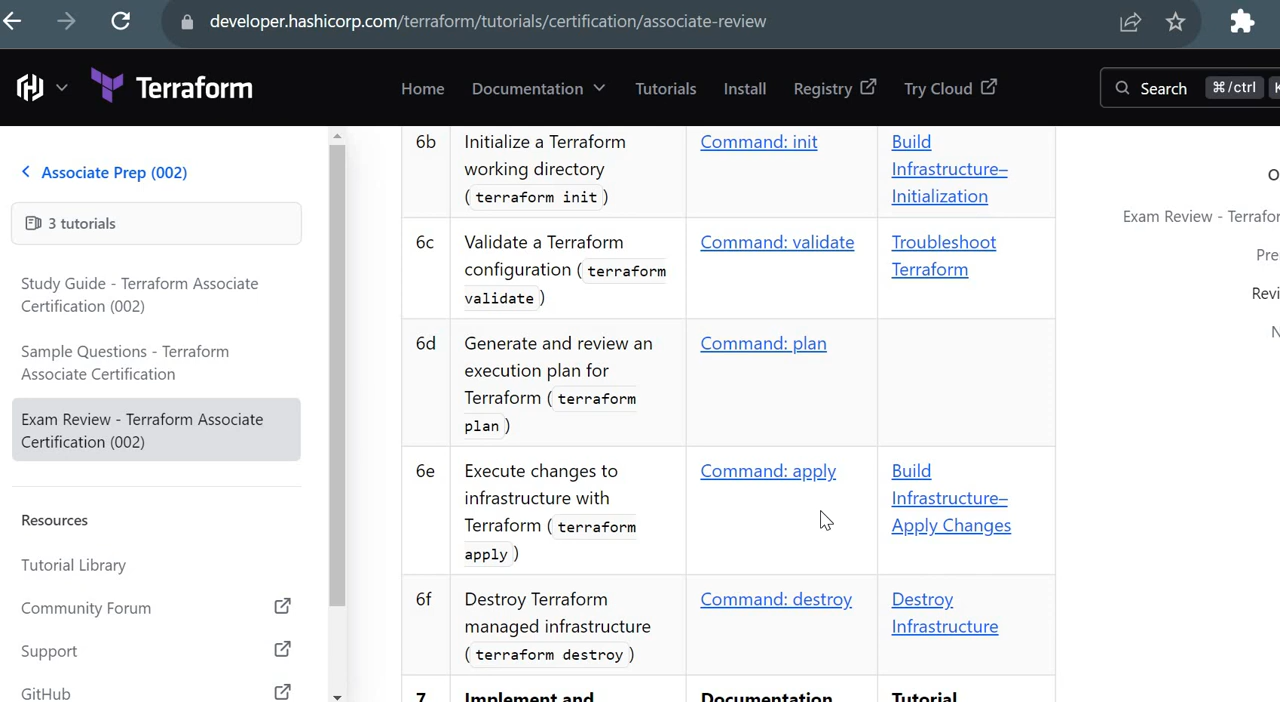 developer.hashicorp.com/terraform/tutorials/certification/associate-review
Terraform
Home
Documentation
Tutorials
Install
Registry
Try Cloud
Search
⌘/ctrl
K
Associate Prep (002)
3 tutorials
Study Guide - Terraform Associate
Certification (002)
Sample Questions - Terraform
Associate Certification
Exam Review - Terraform Associate
Certification (002)
Resources
Tutorial Library
Community Forum
Support
GitHub
6b
Initialize a Terraform
working directory
( terraform init )
Command: init
Build
Infrastructure–
Initialization
6c
Validate a Terraform
configuration ( terraform
validate )
Command: validate
Troubleshoot
Terraform
6d
Generate and review an
execution plan for
Terraform ( terraform
plan )
Command: plan
6e
Execute changes to
infrastructure with
Terraform ( terraform
apply )
Command: apply
Build
Infrastructure–
Apply Changes
6f
Destroy Terraform
managed infrastructure
( terraform destroy )
Command: destroy
Destroy
Infrastructure
7
Implement and
Documentation
Tutorial
Exam Review - Terrafor
Pre
Revi